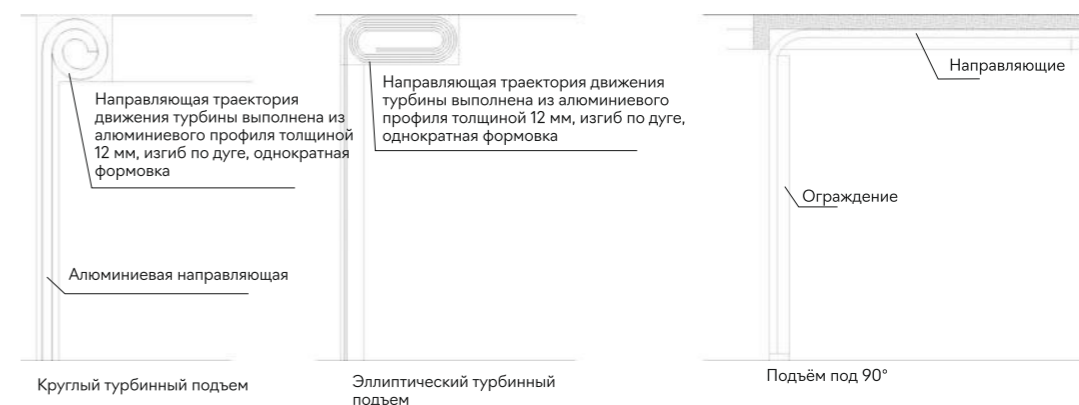 Направляющая траектория
движения турбины выполнена из
алюминиевого профиля толщиной
12 мм, изгиб по дуге, однократная
формовка
Алюминиевая направляющая
Круглый турбинный подъем
Направляющая траектория движения
турбины выполнена из алюминиевого
профиля толщиной 12 мм, изгиб по дуге,
однократная формовка
Эллиптический турбинный
подъем
Направляющие
Ограждение
Подъём под 90°